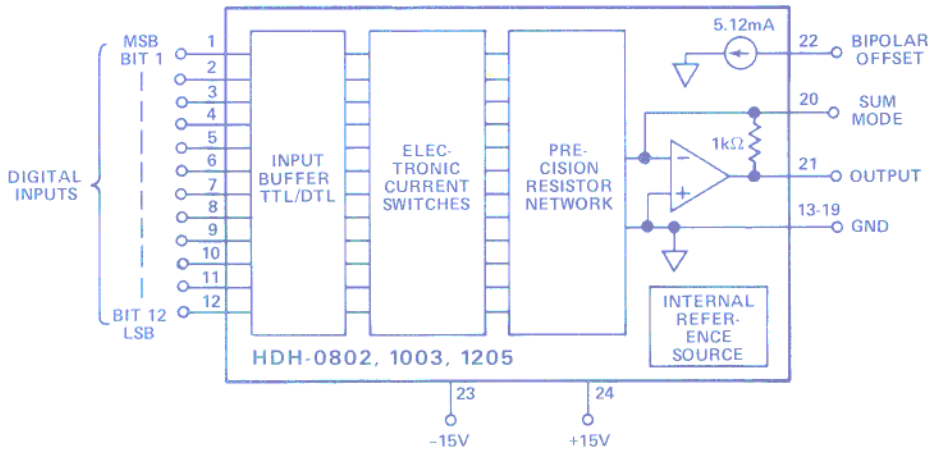 MSB
BIT 1
1
2
3
4
5
6
7
8
9
10
11
12
BIT 12
LSB
DIGITAL
INPUTS
INPUT
BUFFER
TTL/DTL
ELEC-
TRONIC
CURRENT
SWITCHES
PRE-
CISION
RESISTOR
NETWORK
5.12mA
22
BIPOLAR
OFFSET
20
SUM
MODE
1kΩ
−
+
21
OUTPUT
13-19
GND
INTERNAL
REFER-
ENCE
SOURCE
HDH-0802, 1003, 1205
23
-15V
24
+15V